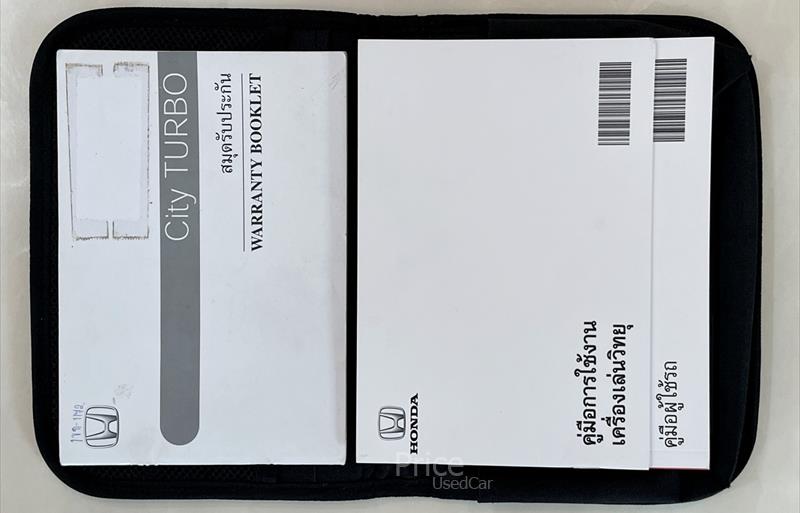 City TURBO
สมุดรับประกัน
WARRANTY BOOKLET
HONDA
คู่มือการใช้งาน
เครื่องเล่นวิทยุ
คู่มือผู้ใช้รถ
Price
UsedCar